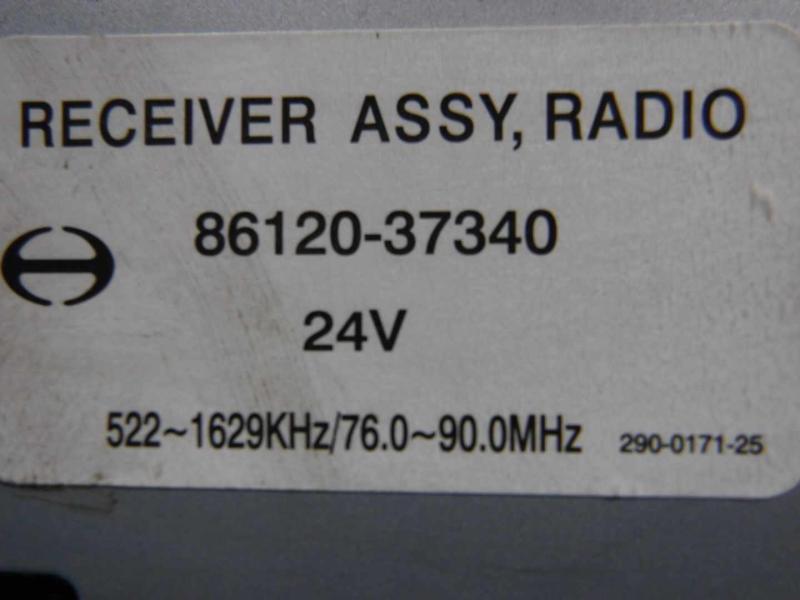 RECEIVER ASSY, RADIO
86120-37340
24V
522~1629KHz/76.0~90.0MHz 290-0171-25